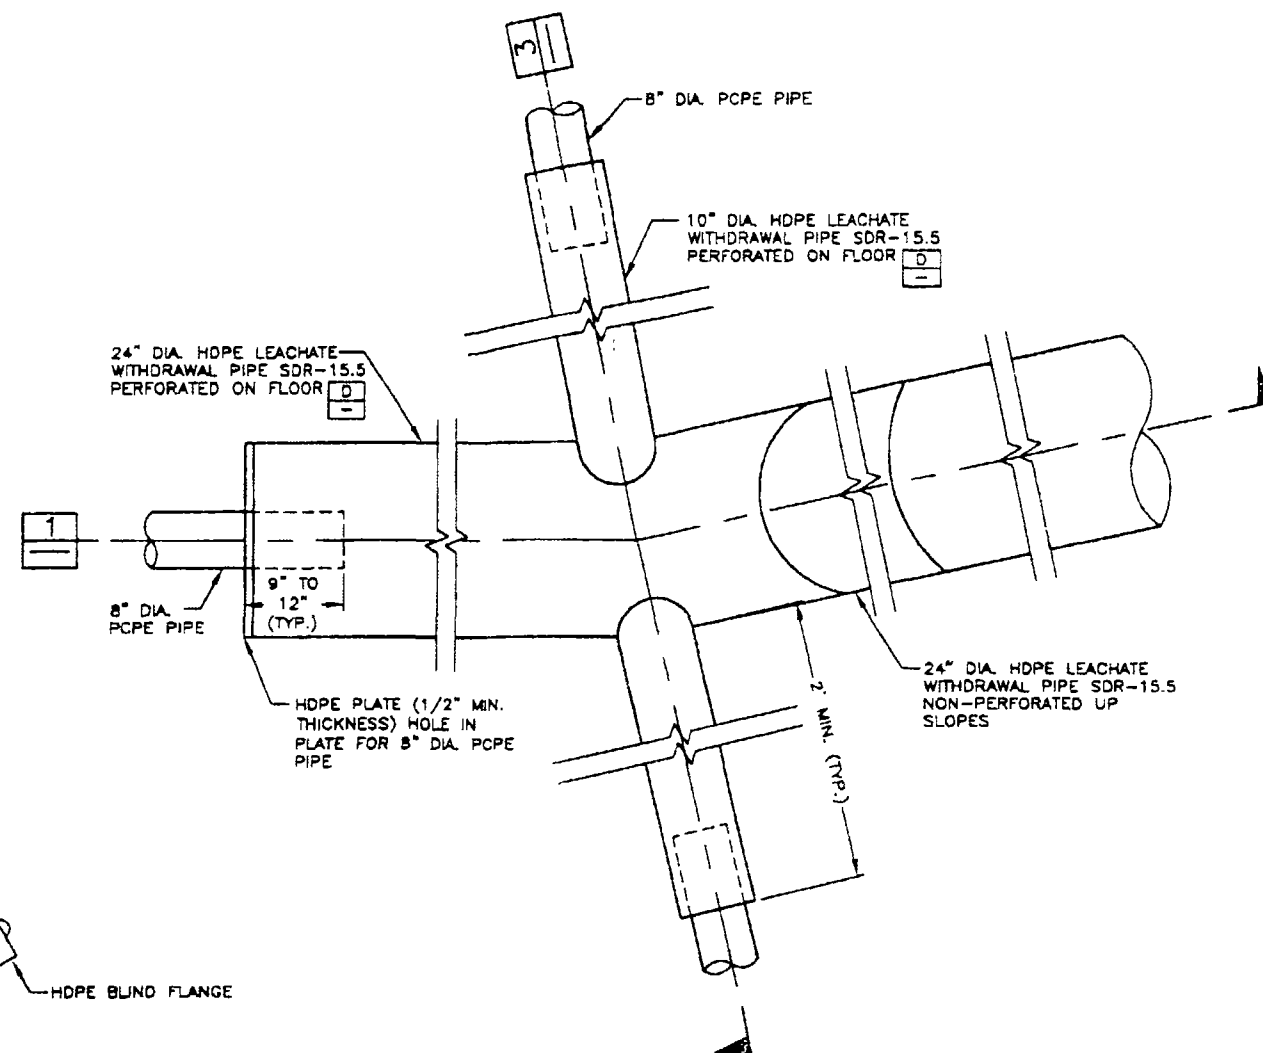 3
8" DIA. PCPE PIPE
10" DIA. HDPE LEACHATE
WITHDRAWAL PIPE SDR-15.5
PERFORATED ON FLOOR
D
-
24" DIA. HDPE LEACHATE
WITHDRAWAL PIPE SDR-15.5
PERFORATED ON FLOOR
D
-
1
8" DIA.
PCPE PIPE
9" TO
12"
(TYP.)
HDPE PLATE (1/2" MIN.
THICKNESS) HOLE IN
PLATE FOR 8" DIA. PCPE
PIPE
2' MIN. (TYP.)
24" DIA. HDPE LEACHATE
WITHDRAWAL PIPE SDR-15.5
NON-PERFORATED UP
SLOPES
HDPE BLIND FLANGE